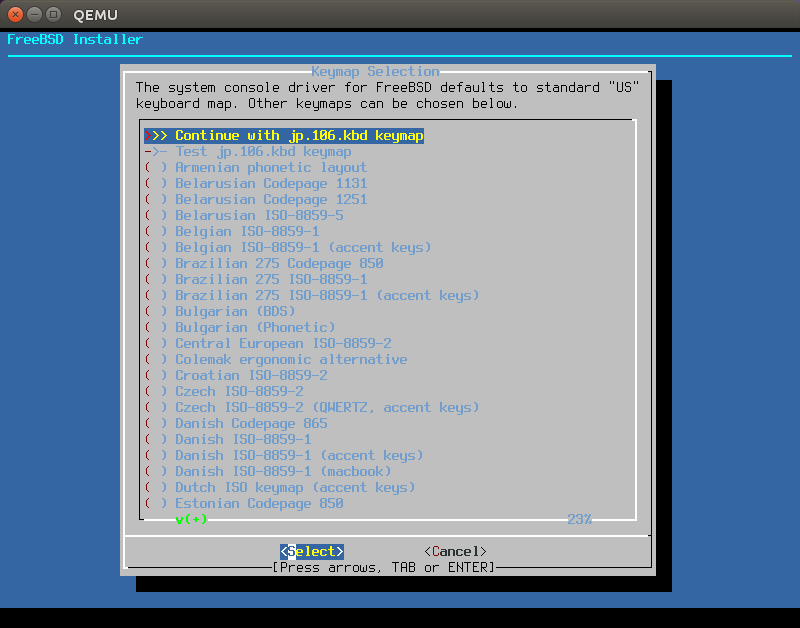 QEMU
FreeBSD Installer
Keymap Selection
The system console driver for FreeBSD defaults to standard "US"
keyboard map. Other keymaps can be chosen below.
>>> Continue with jp.106.kbd keymap
->- Test jp.106.kbd keymap
( ) Armenian phonetic layout
( ) Belarusian Codepage 1131
( ) Belarusian Codepage 1251
( ) Belarusian ISO-8859-5
( ) Belgian ISO-8859-1
( ) Belgian ISO-8859-1 (accent keys)
( ) Brazilian 275 Codepage 850
( ) Brazilian 275 ISO-8859-1
( ) Brazilian 275 ISO-8859-1 (accent keys)
( ) Bulgarian (BDS)
( ) Bulgarian (Phonetic)
( ) Central European ISO-8859-2
( ) Colemak ergonomic alternative
( ) Croatian ISO-8859-2
( ) Czech ISO-8859-2
( ) Czech ISO-8859-2 (QWERTZ, accent keys)
( ) Danish Codepage 865
( ) Danish ISO-8859-1
( ) Danish ISO-8859-1 (accent keys)
( ) Danish ISO-8859-1 (macbook)
( ) Dutch ISO keymap (accent keys)
( ) Estonian Codepage 850
v(+) 23%
<Select> <Cancel>
[Press arrows, TAB or ENTER]